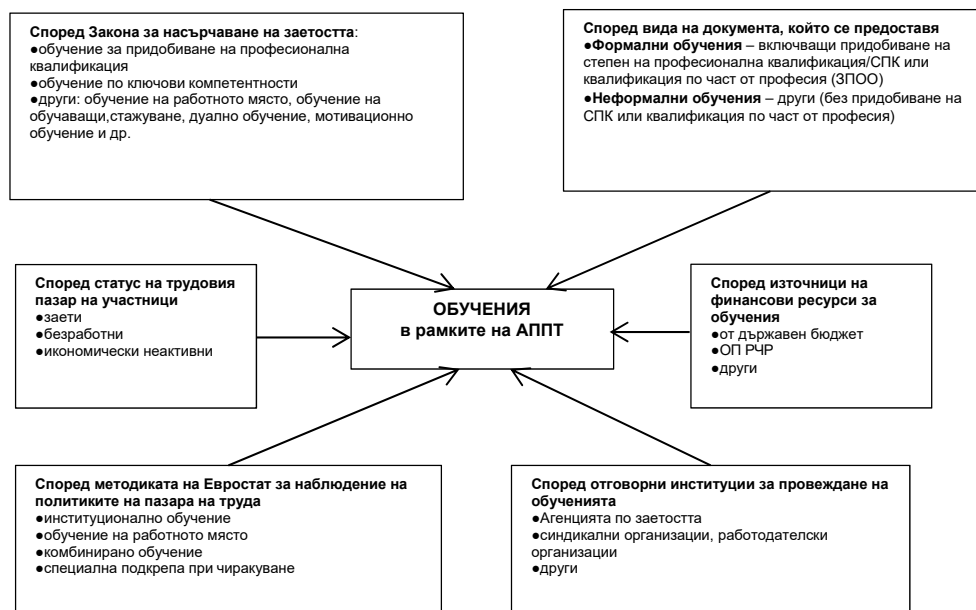 Според Закона за насърчаване на заетостта:
●обучение за придобиване на професионална
квалификация
●обучение по ключови компетентности
●други: обучение на работното място, обучение на
обучаващи,стажуване, дуално обучение, мотивационно
обучение и др.
Според вида на документа, който се предоставя
●Формални обучения – включващи придобиване на
степен на професионална квалификация/СПК или
квалификация по част от професия (ЗПОО)
●Неформални обучения – други (без придобиване на
СПК или квалификация по част от професия)
Според статус на трудовия
пазар на участници
●заети
●безработни
●икономически неактивни
ОБУЧЕНИЯ
в рамките на АППТ
Според източници на
финансови ресурси за
обучения
●от държавен бюджет
●ОП РЧР
●други
Според методиката на Евростат за наблюдение на
политиките на пазара на труда
●институционално обучение
●обучение на работното място
●комбинирано обучение
●специална подкрепа при чиракуване
Според отговорни институции за провеждане на
обученията
●Агенцията по заетостта
●синдикални организации, работодателски
организации
●други